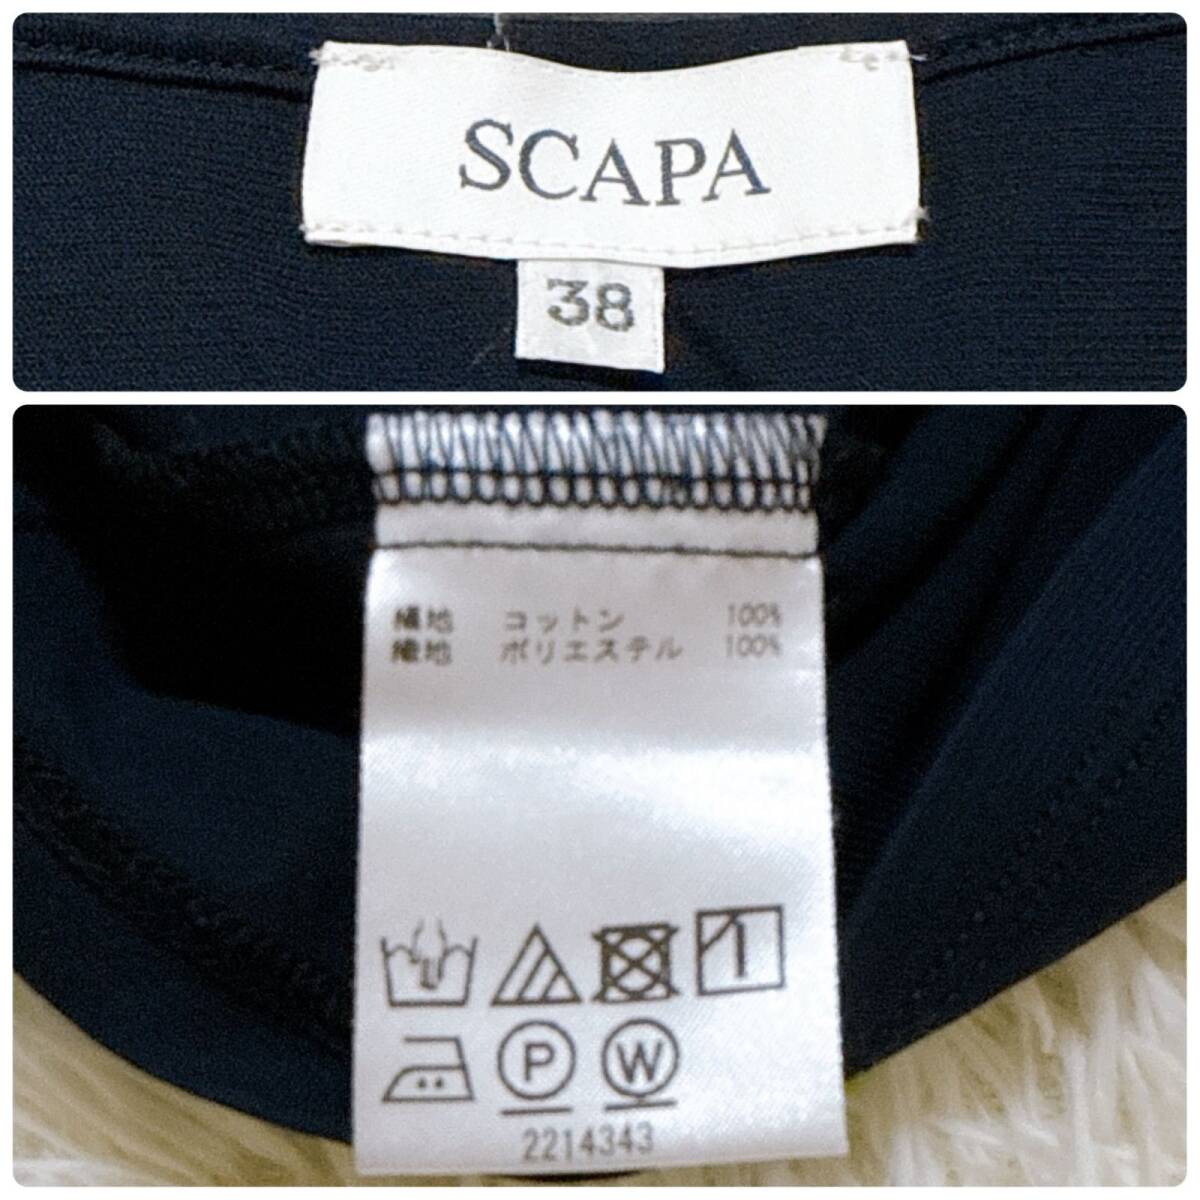 SCAPA
38
編地 コットン 100%
織地 ポリエステル 100%
P W
2214343